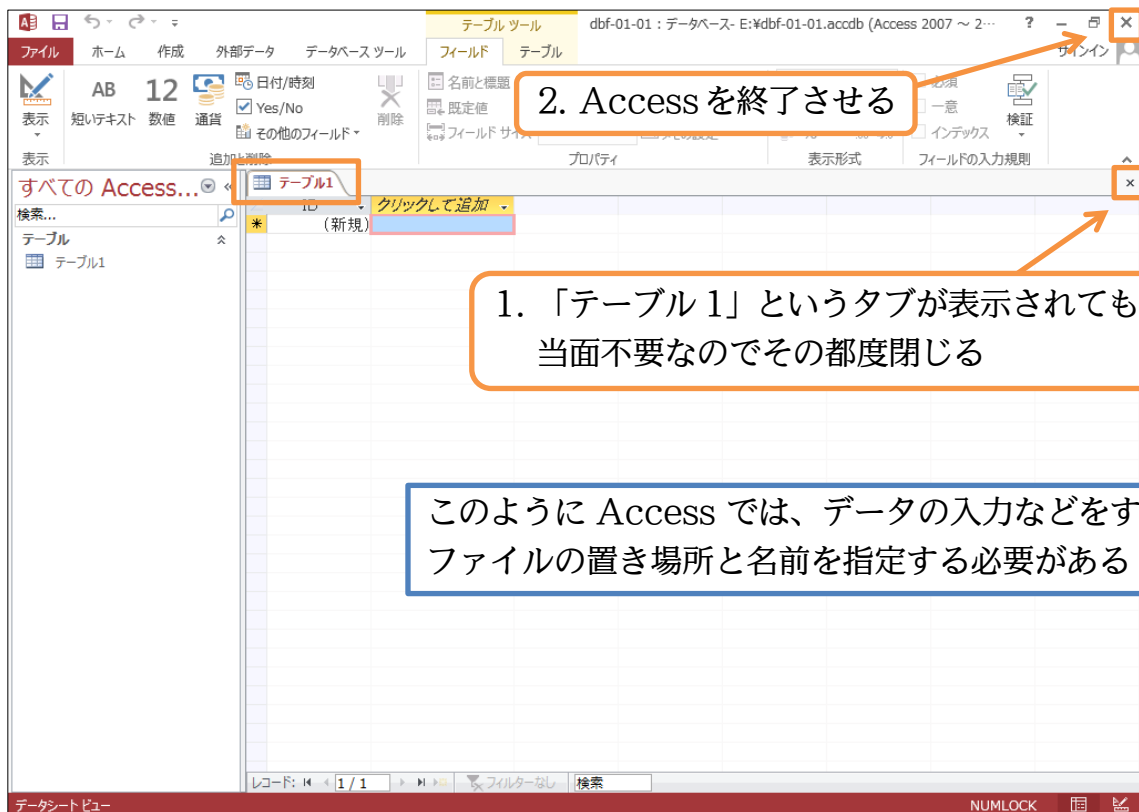 テーブル ツール
dbf-01-01 : データベース- E:¥dbf-01-01.accdb (Access 2007 ～ 2…
?
ファイル ホーム 作成 外部データ データベース ツール フィールド テーブル
サインイン
表示
AB
短いテキスト
12
数値
通貨
日付/時刻
Yes/No
その他のフィールド
削除
名前と標題
既定値
フィールド サイズ
必須
一意
インデックス
検証
表示 追加と削除 プロパティ 表示形式 フィールドの入力規則
2. Accessを終了させる
すべての Access...
検索...
テーブル
テーブル1
テーブル1
ID クリックして追加
(新規)
1. 「テーブル 1」というタブが表示されても
当面不要なのでその都度閉じる
このように Access では、データの入力などをす
ファイルの置き場所と名前を指定する必要がある
レコード: 1 / 1 フィルターなし 検索
データシート ビュー
NUMLOCK